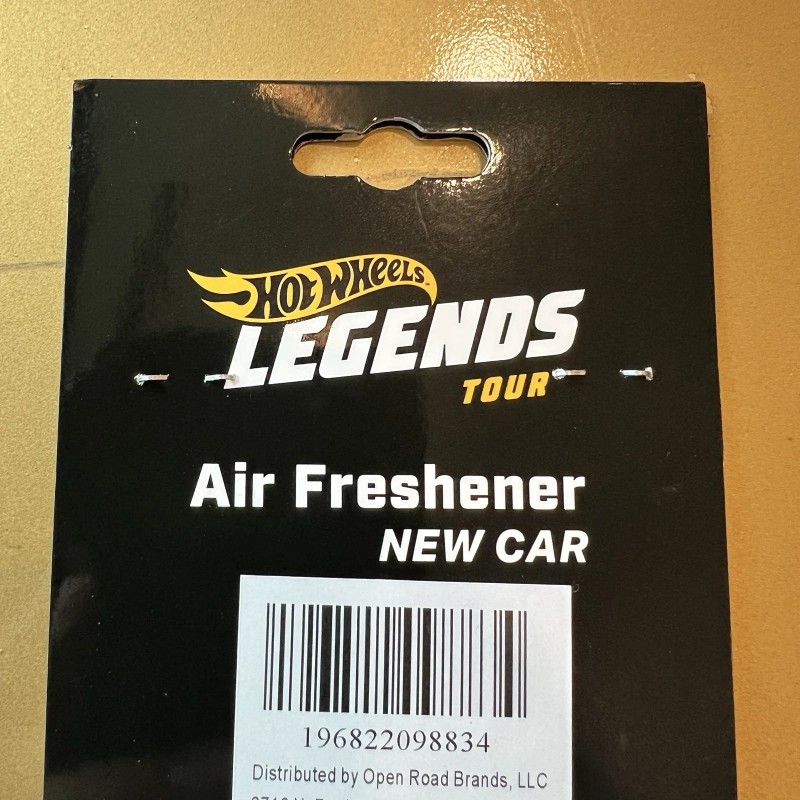 HOT WHEELS
LEGENDS
TOUR
Air Freshener
NEW CAR
196822098834
Distributed by Open Road Brands, LLC